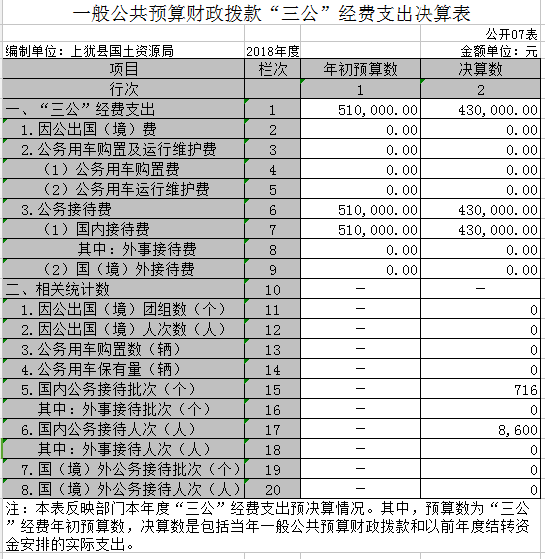 一般公共预算财政拨款“三公”经费支出决算表
公开07表
编制单位：上犹县国土资源局 2018年度 金额单位：元
项目 栏次 年初预算数 决算数
行次 1 2
一、“三公”经费支出 1 510,000.00 430,000.00
1.因公出国（境）费 2 0.00 0.00
2.公务用车购置及运行维护费 3 0.00 0.00
（1）公务用车购置费 4 0.00 0.00
（2）公务用车运行维护费 5 0.00 0.00
3.公务接待费 6 510,000.00 430,000.00
（1）国内接待费 7 510,000.00 430,000.00
其中：外事接待费 8 0.00 0.00
（2）国（境）外接待费 9 0.00 0.00
二、相关统计数 10 — —
1.因公出国（境）团组数（个） 11 — 0
2.因公出国（境）人次数（人） 12 — 0
3.公务用车购置数（辆） 13 — 0
4.公务用车保有量（辆） 14 — 0
5.国内公务接待批次（个） 15 — 716
其中：外事接待批次（个） 16 — 0
6.国内公务接待人次（人） 17 — 8,600
其中：外事接待人次（人） 18 — 0
7.国（境）外公务接待批次（个） 19 — 0
8.国（境）外公务接待人次（人） 20 — 0
注：本表反映部门本年度“三公”经费支出预决算情况。其中，预算数为“三公
”经费年初预算数，决算数是包括当年一般公共预算财政拨款和以前年度结转资
金安排的实际支出。